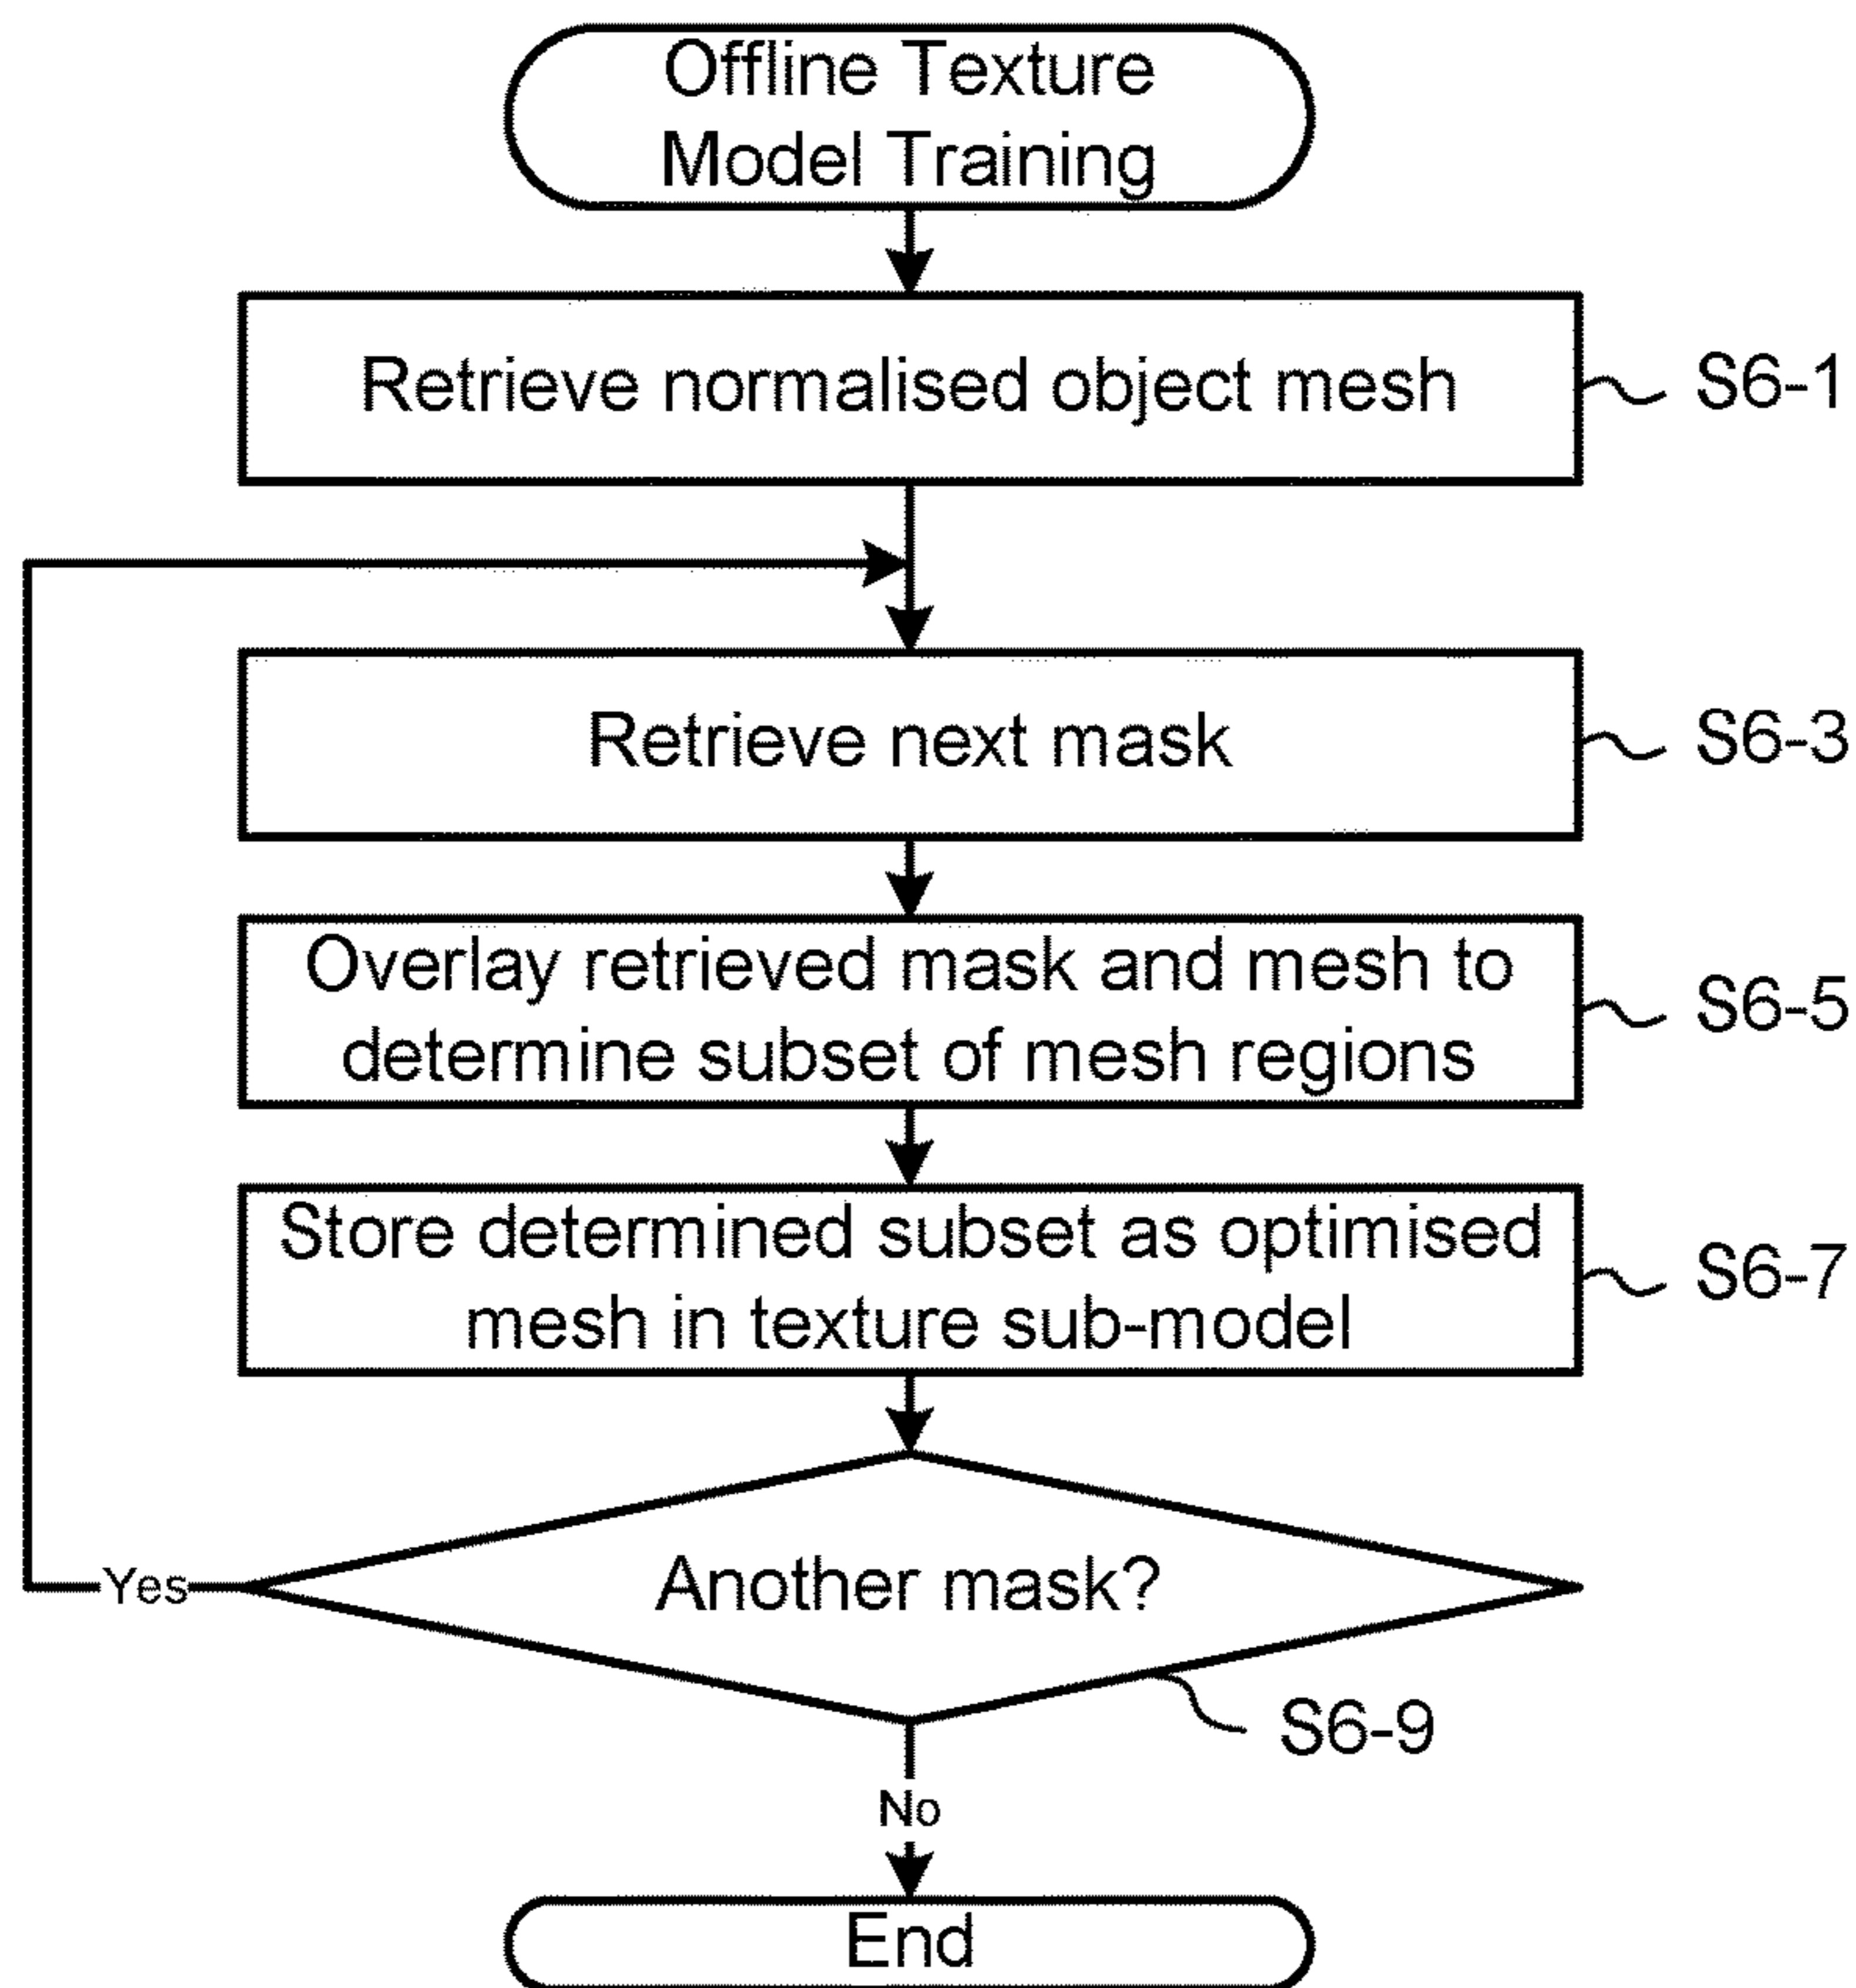 Offline Texture
Model Training
Retrieve normalised object mesh
S6-1
Retrieve next mask
S6-3
Overlay retrieved mask and mesh to
determine subset of mesh regions
S6-5
Store determined subset as optimised
mesh in texture sub-model
S6-7
Another mask?
Yes
S6-9
No
End